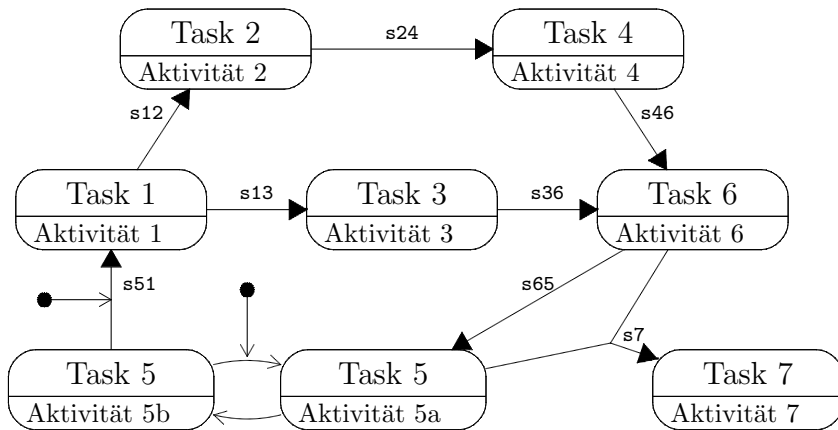 Task 2
Aktivität 2
s24
Task 4
Aktivität 4
s12
s46
Task 1
Aktivität 1
s13
Task 3
Aktivität 3
s36
Task 6
Aktivität 6
s51
s65
s7
Task 5
Aktivität 5b
Task 5
Aktivität 5a
Task 7
Aktivität 7